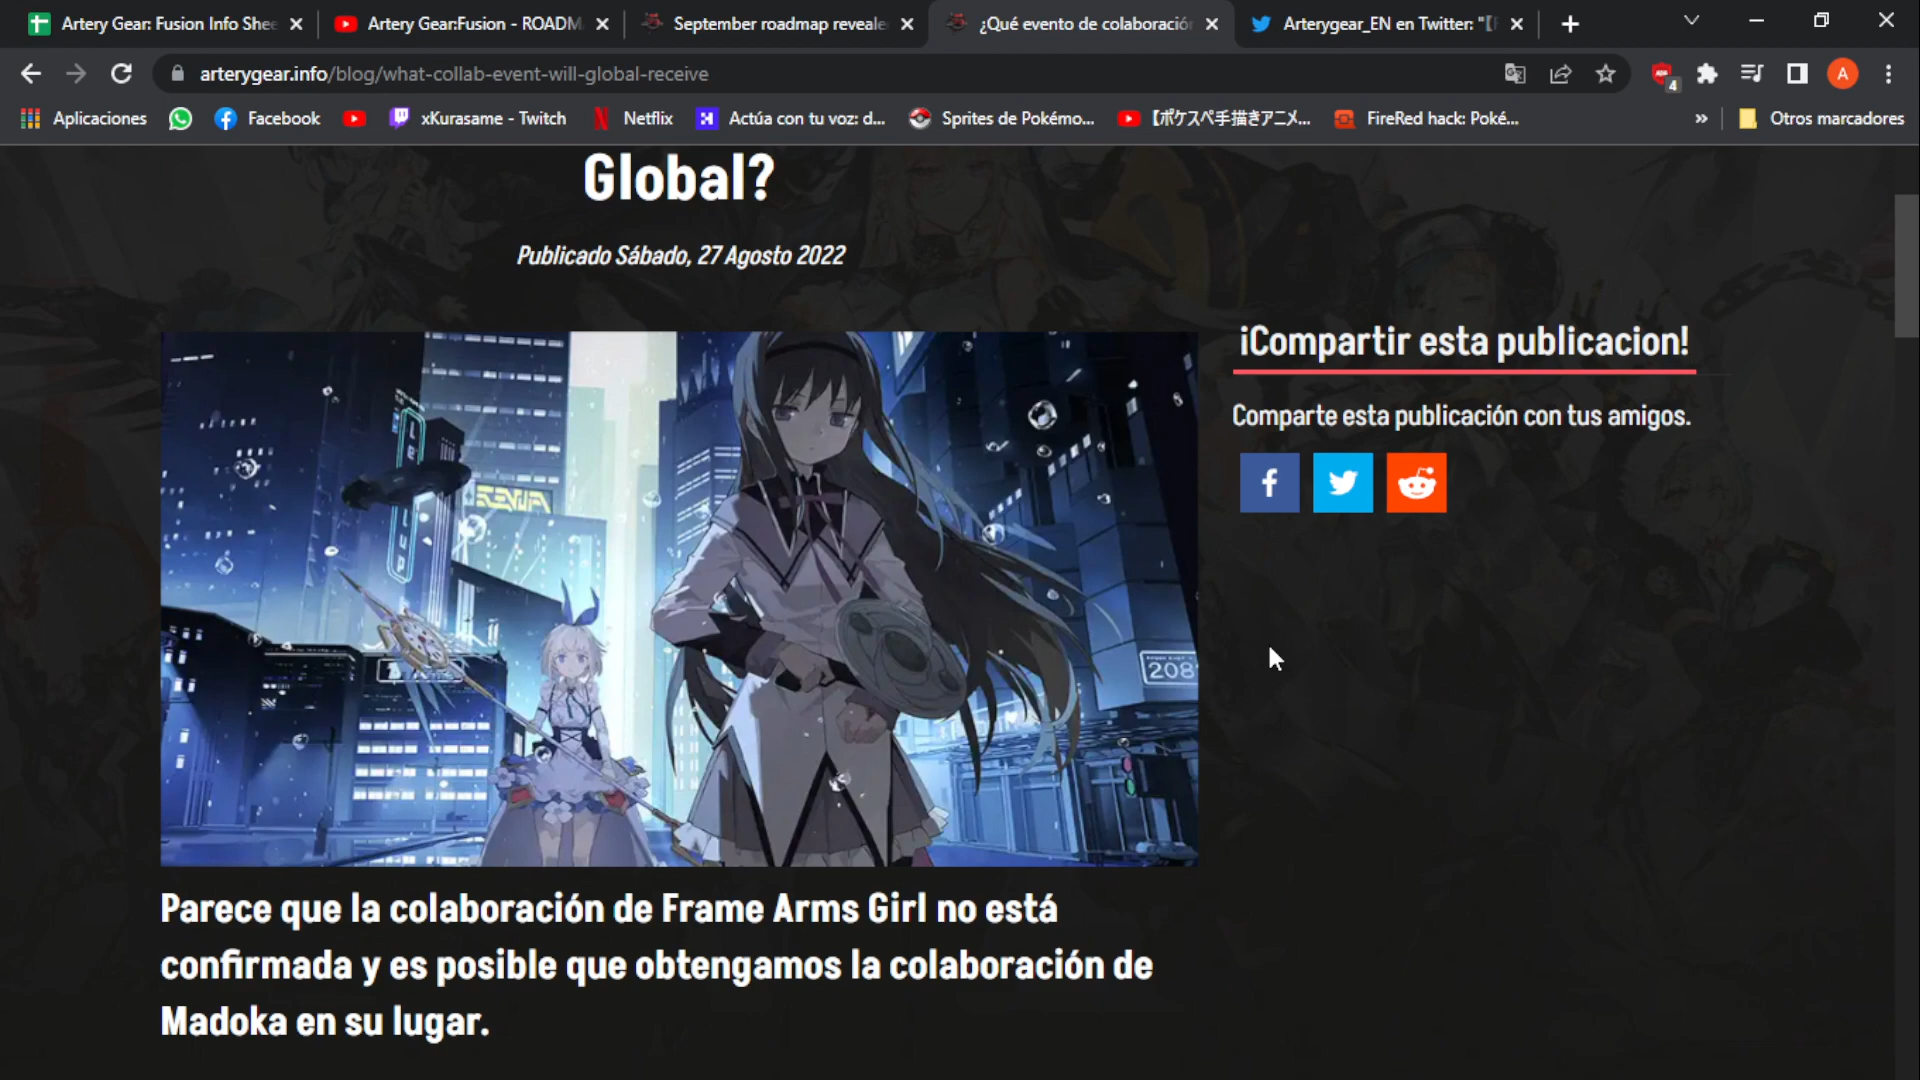 Artery Gear: Fusion Info Shee
Artery Gear:Fusion - ROADM
September roadmap reveale
¿Qué evento de colaboración
Arterygear_EN en Twitter: "【F
arterygear.info/blog/what-collab-event-will-global-receive
4
A
Aplicaciones
Facebook
xKurasame - Twitch
Netflix
Actúa con tu voz: d...
Sprites de Pokémo...
【ポケスペ手描きアニメ...
FireRed hack: Poké...
»
Otros marcadores
Global?
Publicado Sábado, 27 Agosto 2022
¡Compartir esta publicacion!
Comparte esta publicación con tus amigos.
208
Parece que la colaboración de Frame Arms Girl no está
confirmada y es posible que obtengamos la colaboración de
Madoka en su lugar.